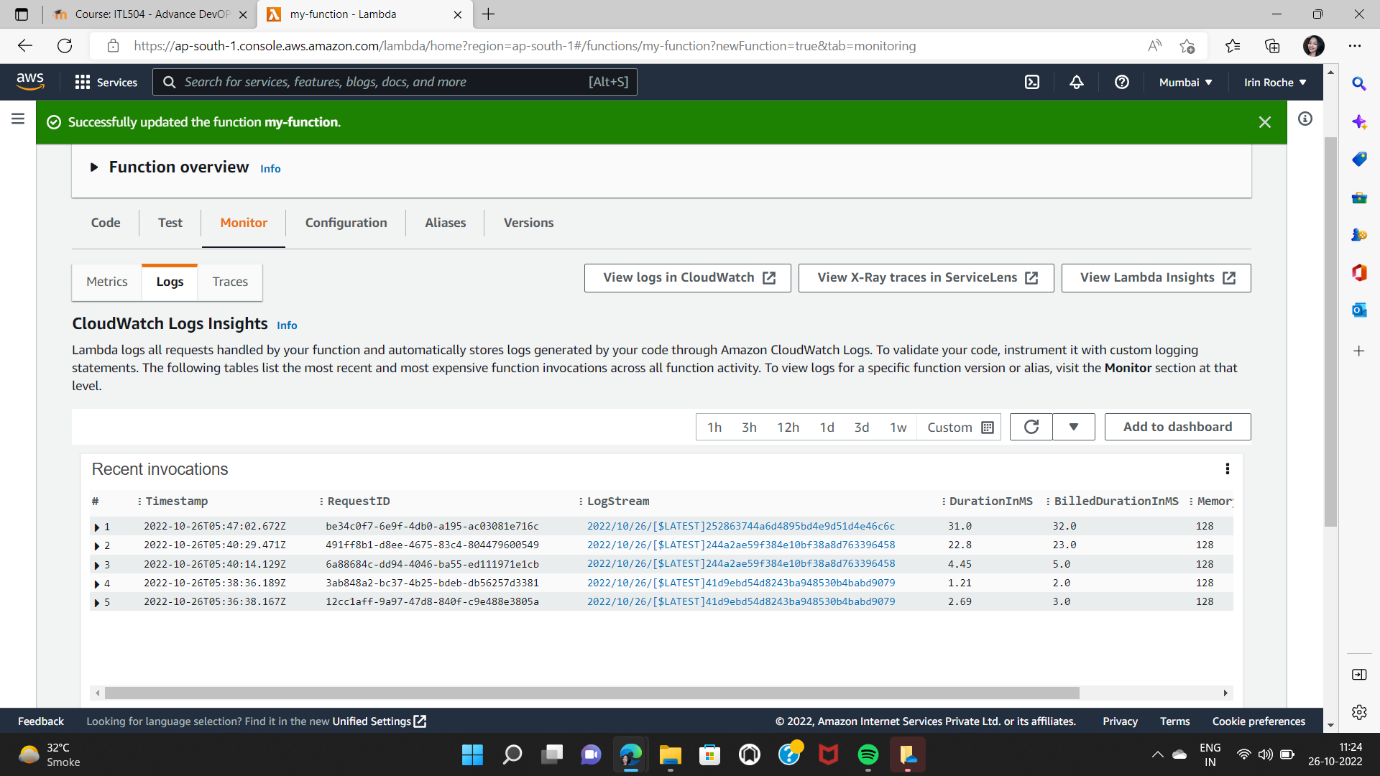 Course: ITL504 - Advance DevOP
my-function - Lambda
https://ap-south-1.console.aws.amazon.com/lambda/home?region=ap-south-1#/functions/my-function?newFunction=true&tab=monitoring
aws
Services
Search for services, features, blogs, docs, and more
[Alt+S]
Mumbai ▼
Irin Roche ▼
Successfully updated the function my-function.
Function overview Info
Code Test Monitor Configuration Aliases Versions
Metrics Logs Traces
View logs in CloudWatch
View X-Ray traces in ServiceLens
View Lambda Insights
CloudWatch Logs Insights Info
Lambda logs all requests handled by your function and automatically stores logs generated by your code through Amazon CloudWatch Logs. To validate your code, instrument it with custom logging
statements. The following tables list the most recent and most expensive function invocations across all function activity. To view logs for a specific function version or alias, visit the Monitor section at that
level.
1h 3h 12h 1d 3d 1w Custom
Add to dashboard
Recent invocations
# : Timestamp : RequestID : LogStream : DurationInMS : BilledDurationInMS : Memor
1 2022-10-26T05:47:02.672Z be34c0f7-6e9f-4db0-a195-ac03081e716c 2022/10/26/[$LATEST]252863744a6d4895bd4e9d51d4e46c6c 31.0 32.0 128
2 2022-10-26T05:40:29.471Z 491ff8b1-d8ee-4675-83c4-804479600549 2022/10/26/[$LATEST]244a2ae59f384e10bf38a8d763396458 22.8 23.0 128
3 2022-10-26T05:40:14.129Z 6a88684c-dd94-4046-ba55-ed111971e1cb 2022/10/26/[$LATEST]244a2ae59f384e10bf38a8d763396458 4.45 5.0 128
4 2022-10-26T05:38:36.189Z 3ab848a2-bc37-4b25-bdeb-db56257d3381 2022/10/26/[$LATEST]41d9ebd54d8243ba948530b4babd9079 1.21 2.0 128
5 2022-10-26T05:36:38.167Z 12cc1aff-9a97-47d8-840f-c9e488e3805a 2022/10/26/[$LATEST]41d9ebd54d8243ba948530b4babd9079 2.69 3.0 128
Feedback
Looking for language selection? Find it in the new Unified Settings
© 2022, Amazon Internet Services Private Ltd. or its affiliates.
Privacy Terms Cookie preferences
32°C
Smoke
ENG
IN
11:24
26-10-2022